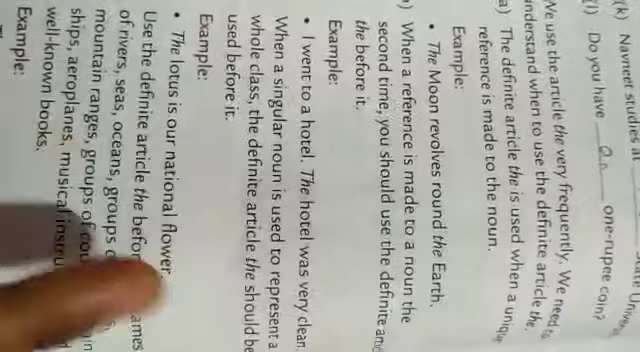 (k) Navneet studies at
(l) Do you have an one-rupee coin?
We use the article the very frequently. We need to
understand when to use the definite article the.
a) The definite article the is used when a unique
reference is made to the noun.
Example:
• The Moon revolves round the Earth.
b) When a reference is made to a noun the
second time, you should use the definite
the before it.
Example:
• I went to a hotel. The hotel was very clean.
When a singular noun is used to represent a
whole class, the definite article the should be
used before it.
Example:
• The lotus is our national flower.
Use the definite article the
of rivers, seas, oceans, groups
mountain ranges, groups of
ships, aeroplanes, musical
well-known books.
Example: